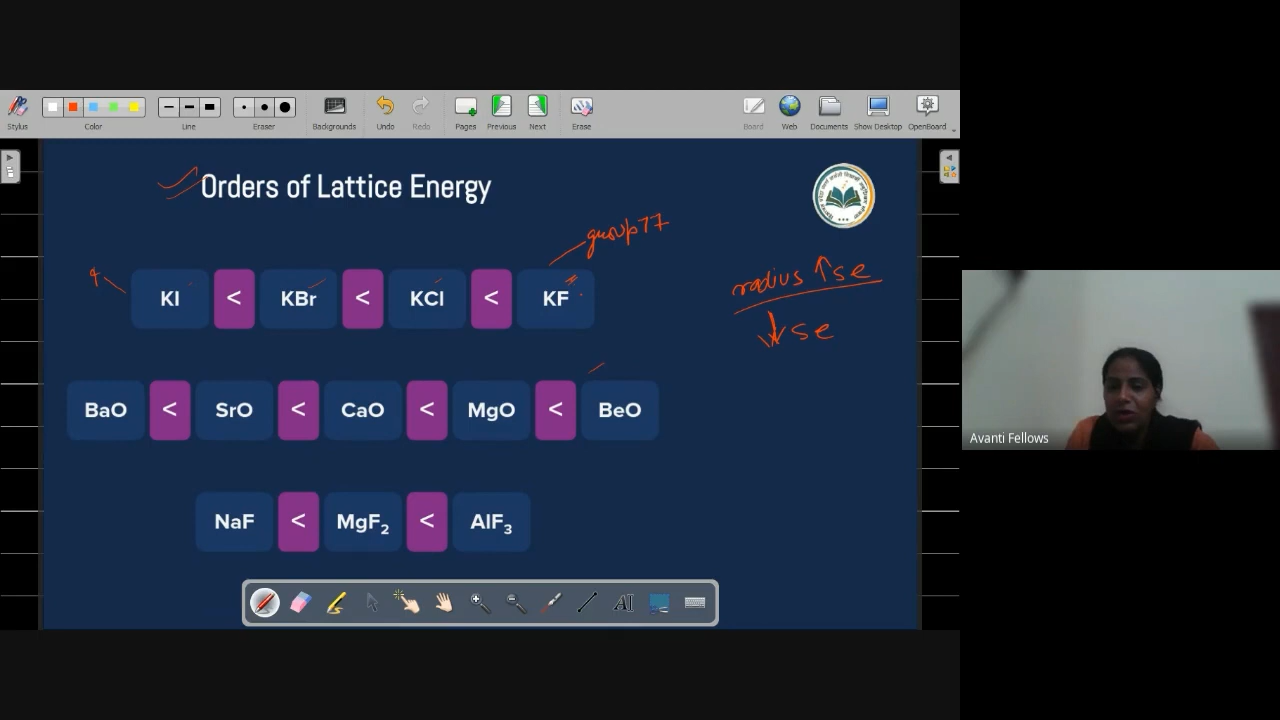 Stylus
Color
Line
Eraser
Backgrounds
Undo
Redo
Pages
Previous
Next
Erase
Board
Web
Documents
Show Desktop
OpenBoard
Orders of Lattice Energy
group 17
KI < KBr < KCl < KF
radius ↑se
↓se
BaO < SrO < CaO < MgO < BeO
NaF < MgF₂ < AlF₃
Avanti Fellows